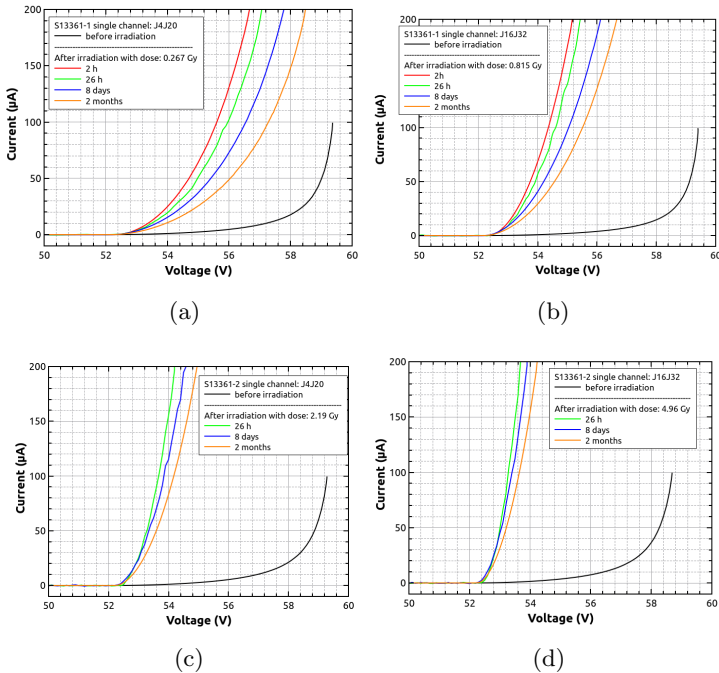 S13361-1 single channel: J4J20
before irradiation
After irradiation with dose: 0.267 Gy
2 h
26 h
8 days
2 months
Current (µA)
200
150
100
50
0
50 52 54 56 58 60
Voltage (V)
(a)
S13361-1 single channel: J16J32
before irradiation
After irradiation with dose: 0.815 Gy
2h
26 h
8 days
2 months
Current (µA)
200
150
100
50
0
50 52 54 56 58 60
Voltage (V)
(b)
S13361-2 single channel: J4J20
before irradiation
After irradiation with dose: 2.19 Gy
26 h
8 days
2 months
Current (µA)
200
150
100
50
0
50 52 54 56 58 60
Voltage (V)
(c)
S13361-2 single channel: J16J32
before irradiation
After irradiation with dose: 4.96 Gy
26 h
8 days
2 months
Current (µA)
200
150
100
50
0
50 52 54 56 58 60
Voltage (V)
(d)